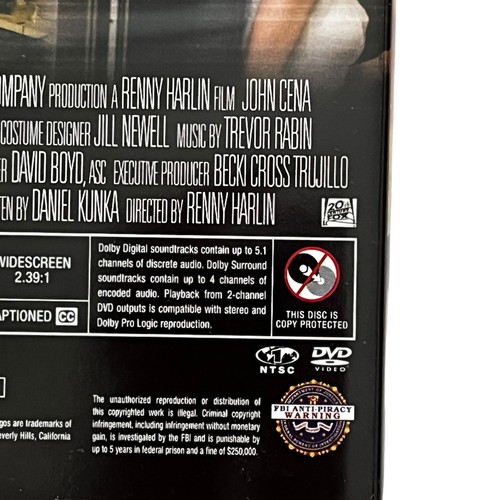 OMPANY PRODUCTION A RENNY HARLIN FILM JOHN CENA
COSTUME DESIGNER JILL NEWELL MUSIC BY TREVOR RABIN
ER DAVID BOYD, ASC EXECUTIVE PRODUCER BECKI CROSS TRUJILLO
TEN BY DANIEL KUNKA DIRECTED BY RENNY HARLIN
20th
CENTURY
FOX
WIDESCREEN
2.39:1
APTIONED CC
Dolby Digital soundtracks contain up to 5.1
channels of discrete audio. Dolby Surround
soundtracks contain up to 4 channels of
encoded audio. Playback from 2-channel
DVD outputs is compatible with stereo and
Dolby Pro Logic reproduction.
THIS DISC IS
COPY PROTECTED
1
NTSC
DVD
VIDEO
ogos are trademarks of
everly Hills, California
The unauthorized reproduction or distribution of
this copyrighted work is illegal. Criminal copyright
infringement, including infringement without monetary
gain, is investigated by the FBI and is punishable by
up to 5 years in federal prison and a fine of $250,000.
FBI ANTI-PIRACY
WARNING